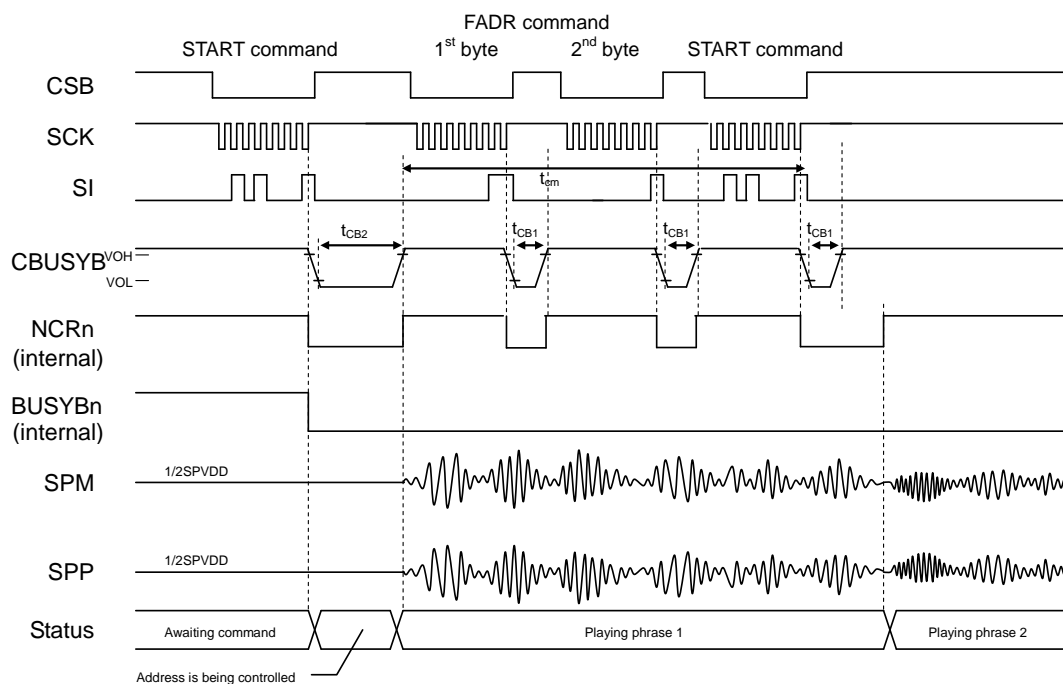 FADR command
START command
1st byte
2nd byte
START command
CSB
SCK
SI
tcm
tCB2
tCB1
tCB1
tCB1
CBUSYB
VOH
VOL
NCRn
(internal)
BUSYBn
(internal)
1/2SPVDD
SPM
1/2SPVDD
SPP
Status
Awaiting command
Playing phrase 1
Playing phrase 2
Address is being controlled